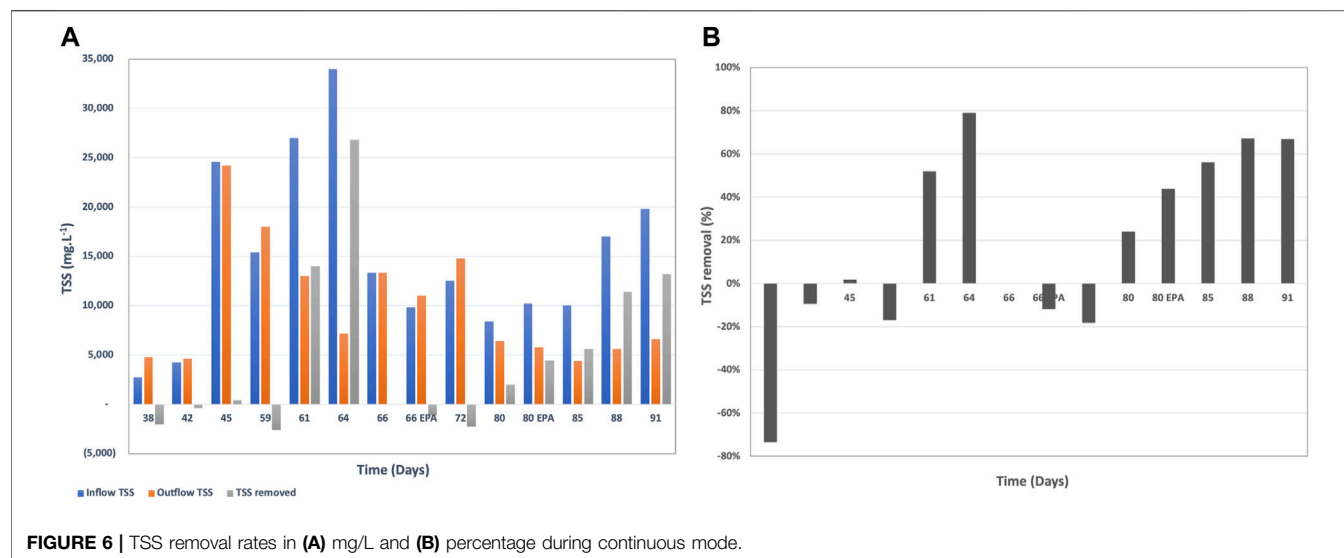 A
35,000
30,000
25,000
20,000
15,000
10,000
5,000
-
(5,000)
TSS (mg.L-1)
38 42 45 59 61 64 66 66 EPA 72 80 80 EPA 85 88 91
Time (Days)
Inflow TSS Outflow TSS TSS removed
B
100%
80%
60%
40%
20%
0%
-20%
-40%
-60%
-80%
TSS removal (%)
45 61 64 66 80 80 EPA 85 88 91
Time (Days)
FIGURE 6 | TSS removal rates in (A) mg/L and (B) percentage during continuous mode.